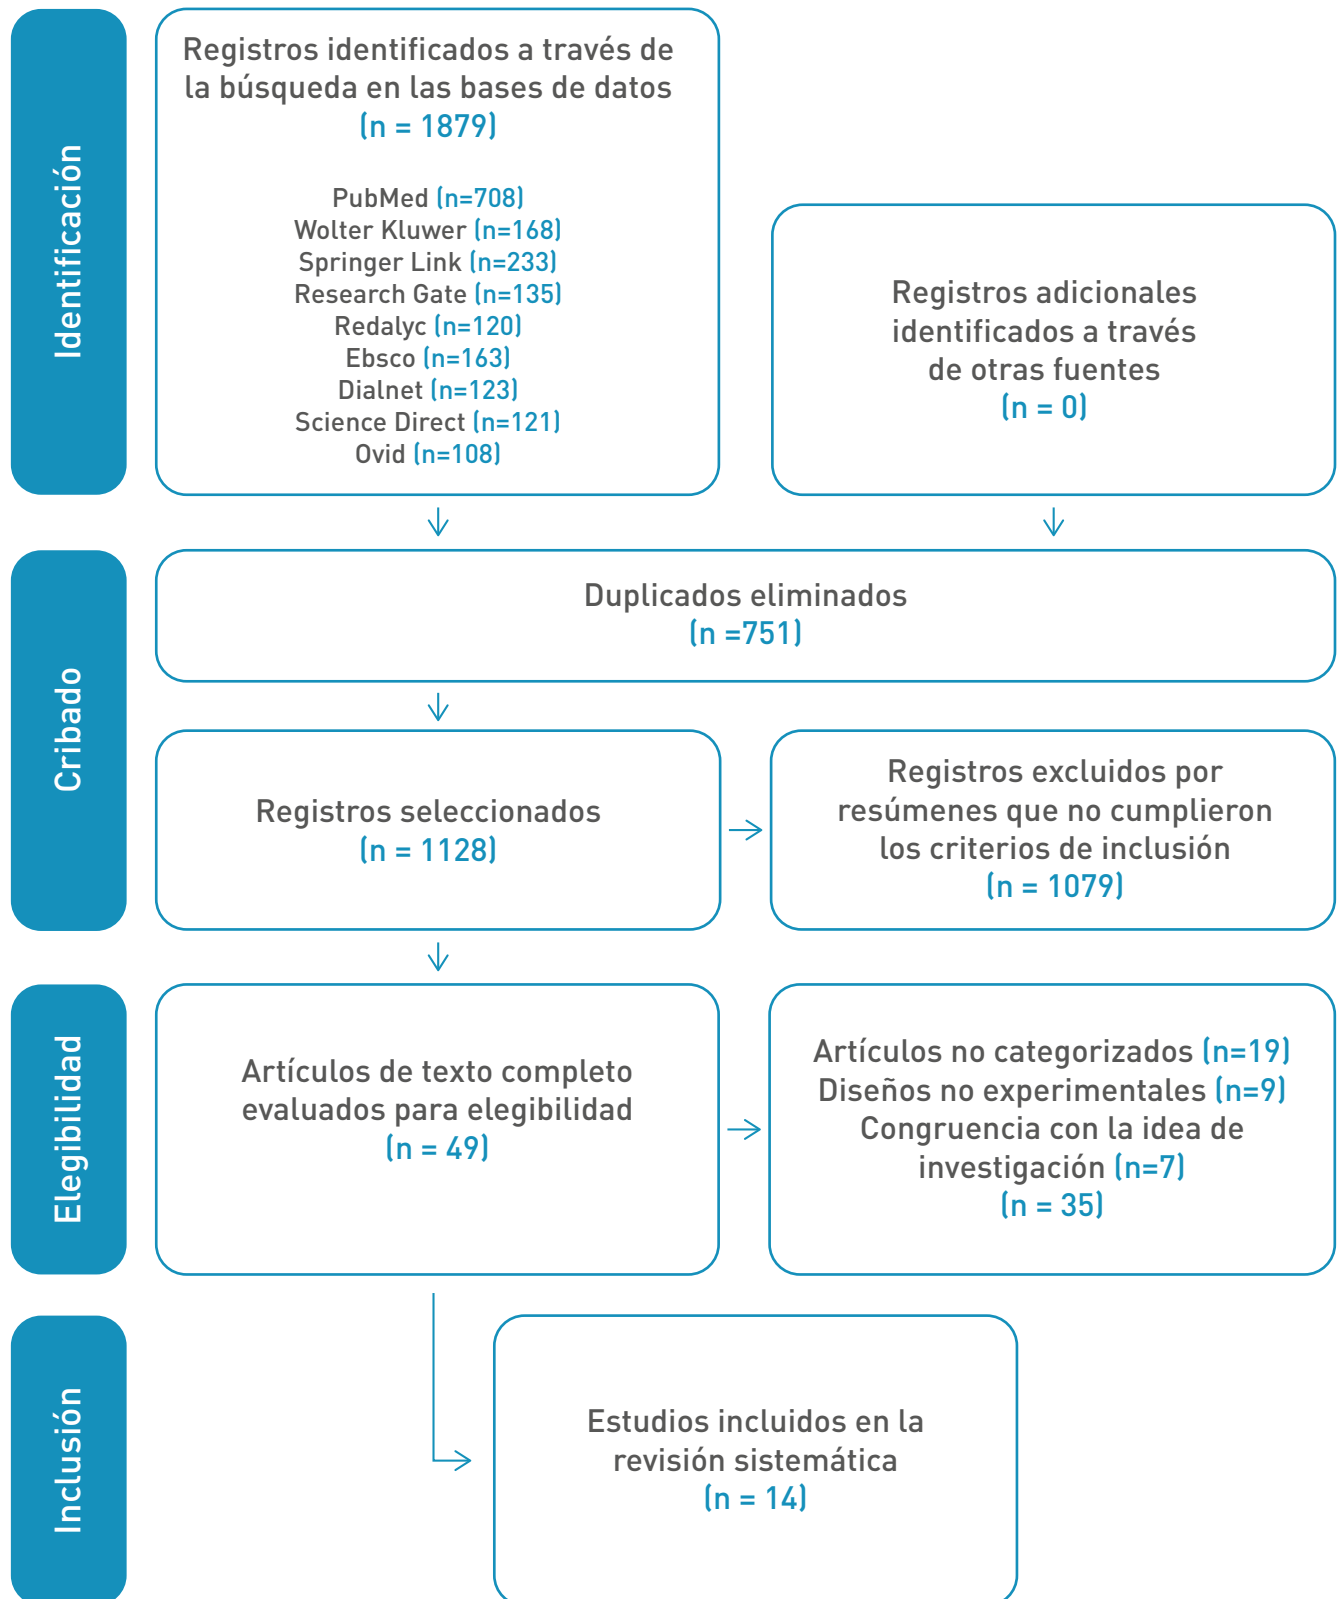 Identificación
Registros identificados a través de
la búsqueda en las bases de datos
(n = 1879)
PubMed (n=708)
Wolter Kluwer (n=168)
Springer Link (n=233)
Research Gate (n=135)
Redalyc (n=120)
Ebsco (n=163)
Dialnet (n=123)
Science Direct (n=121)
Ovid (n=108)
Registros adicionales
identificados a través
de otras fuentes
(n = 0)
Cribado
Duplicados eliminados
(n =751)
Registros seleccionados
(n = 1128)
Registros excluidos por
resúmenes que no cumplieron
los criterios de inclusión
(n = 1079)
Elegibilidad
Artículos de texto completo
evaluados para elegibilidad
(n = 49)
Artículos no categorizados (n=19)
Diseños no experimentales (n=9)
Congruencia con la idea de
investigación (n=7)
(n = 35)
Inclusión
Estudios incluidos en la
revisión sistemática
(n = 14)